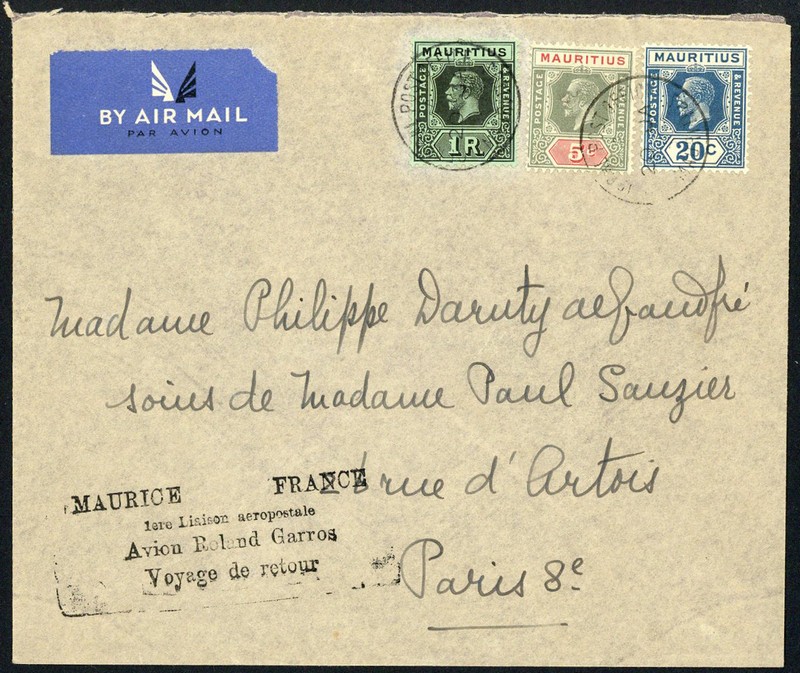 BY AIR MAIL
PAR AVION
MAURITIUS
POSTAGE & REVENUE
1R
MAURITIUS
POSTAGE & REVENUE
5c
MAURITIUS
POSTAGE & REVENUE
20c
Madame Philippe Daruty
soins de Madame Paul Sauzier
rue d'Artois
Paris 8e
MAURICE FRANCE
1ere Liaison aeropostale
Avion Roland Garros
Voyage de retour